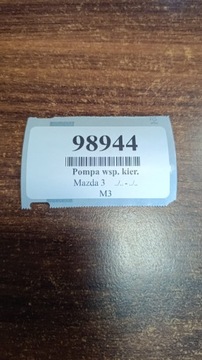 98944
Pompa wsp. kier.
Mazda 3 ../.. - ../..
M3